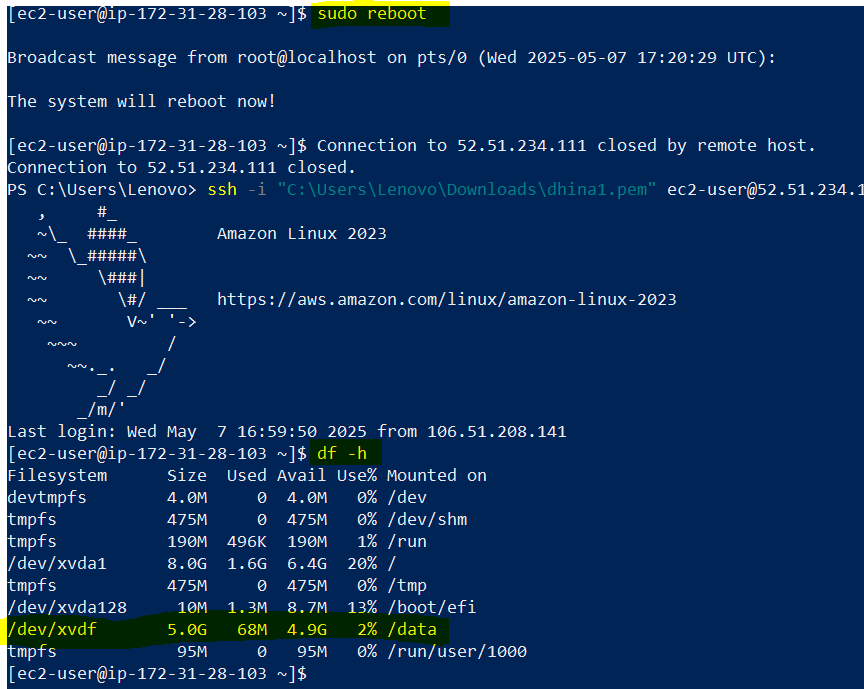 [ec2-user@ip-172-31-28-103 ~]$ sudo reboot
Broadcast message from root@localhost on pts/0 (Wed 2025-05-07 17:20:29 UTC):
The system will reboot now!
[ec2-user@ip-172-31-28-103 ~]$ Connection to 52.51.234.111 closed by remote host.
Connection to 52.51.234.111 closed.
PS C:\Users\Lenovo> ssh -i "C:\Users\Lenovo\Downloads\dhina1.pem" ec2-user@52.51.234.1
   ,     #_
   ~\_  ####_        Amazon Linux 2023
  ~~  \_#####\
  ~~     \###|
  ~~       \#/ ___   https://aws.amazon.com/linux/amazon-linux-2023
   ~~       V~' '->
    ~~~         /
      ~~._.   _/
         _/ _/
       _/m/'
Last login: Wed May  7 16:59:50 2025 from 106.51.208.141
[ec2-user@ip-172-31-28-103 ~]$ df -h
Filesystem      Size  Used Avail Use% Mounted on
devtmpfs        4.0M     0  4.0M   0% /dev
tmpfs           475M     0  475M   0% /dev/shm
tmpfs           190M  496K  190M   1% /run
/dev/xvda1      8.0G  1.6G  6.4G  20% /
tmpfs           475M     0  475M   0% /tmp
/dev/xvda128     10M  1.3M  8.7M  13% /boot/efi
/dev/xvdf       5.0G   68M  4.9G   2% /data
tmpfs            95M     0   95M   0% /run/user/1000
[ec2-user@ip-172-31-28-103 ~]$